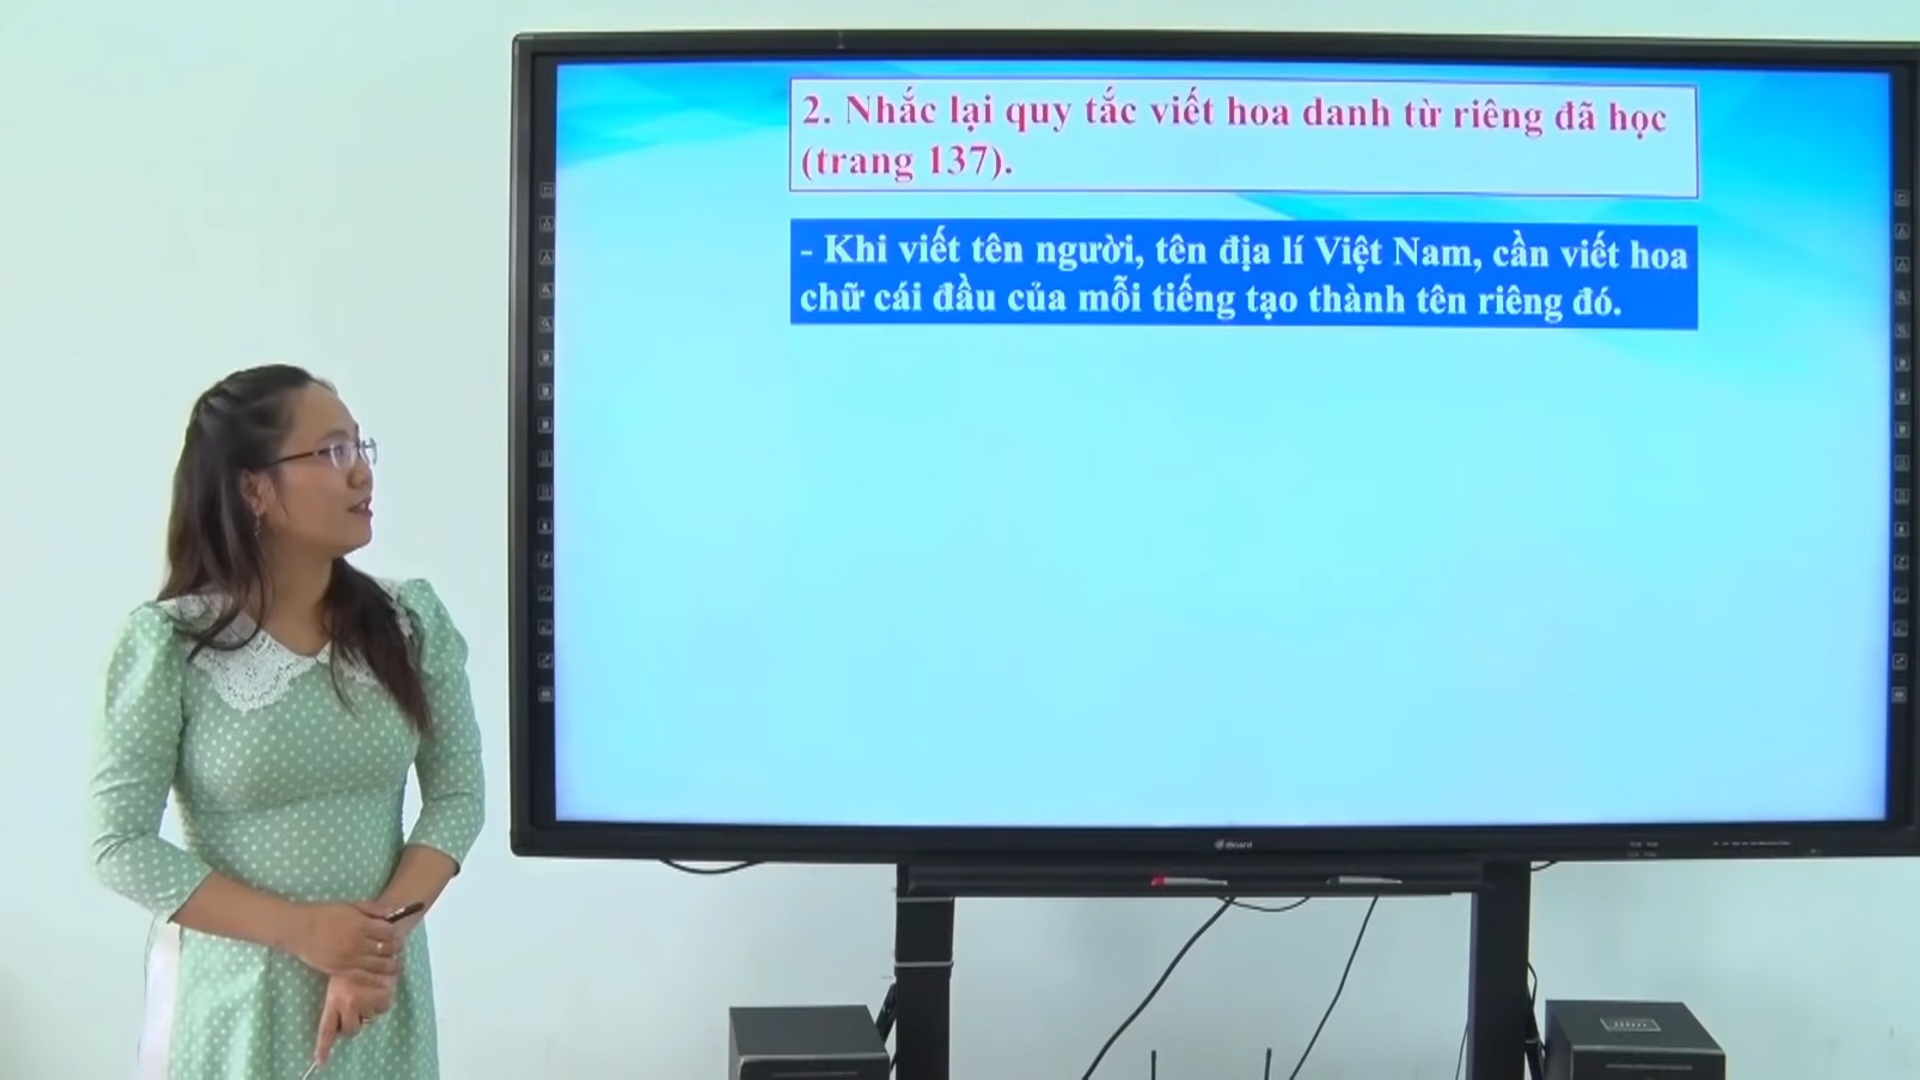 2. Nhắc lại quy tắc viết hoa danh từ riêng đã học
(trang 137).
- Khi viết tên người, tên địa lí Việt Nam, cần viết hoa
chữ cái đầu của mỗi tiếng tạo thành tên riêng đó.